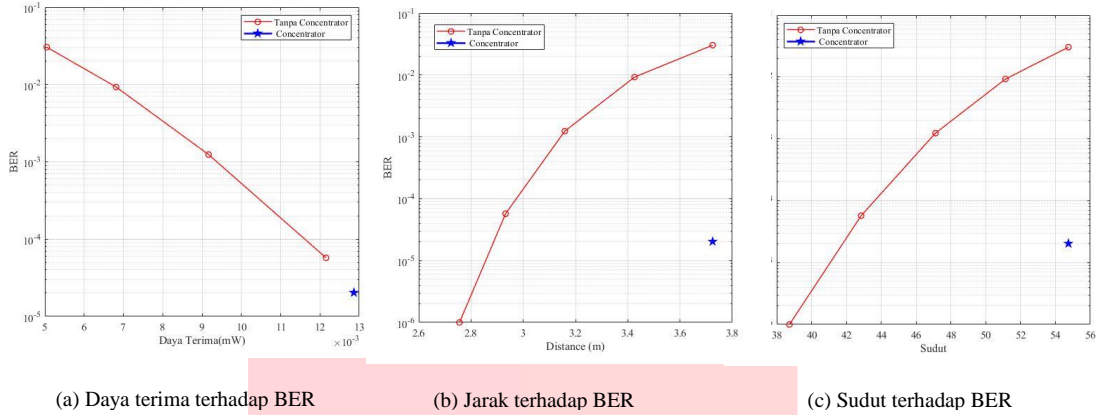 10^-1
10^-2
10^-3
10^-4
10^-5
BER
5
6
7
8
9
10
11
12
13
Daya Terima(mW)
×10^-3
Tanpa Concentrator
Concentrator
10^-1
10^-2
10^-3
10^-4
10^-5
10^-6
BER
2.6
2.8
3
3.2
3.4
3.6
3.8
Distance (m)
Tanpa Concentrator
Concentrator
40
42
44
46
48
50
52
54
56
Sudut
Tanpa Concentrator
Concentrator
(a) Daya terima terhadap BER
(b) Jarak terhadap BER
(c) Sudut terhadap BER